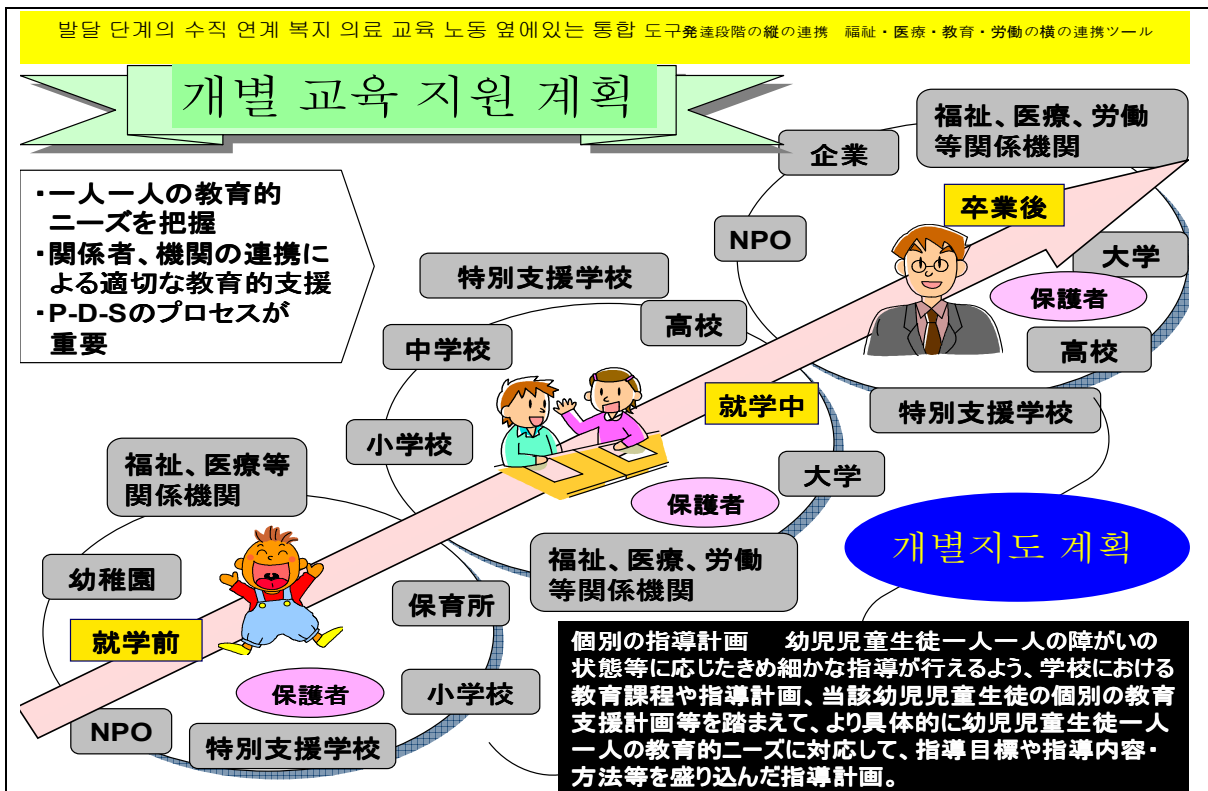 발달 단계의 수직 연계 복지 의료 교육 노동 옆에있는 통합 도구発達段階の縦の連携　福祉・医療・教育・労働の横の連携ツール
개별 교육 지원 계획
・一人一人の教育的
ニーズを把握
・関係者、機関の連携に
よる適切な教育的支援
・P-D-Sのプロセスが
重要
企業
福祉、医療、労働
等関係機関
卒業後
NPO
大学
保護者
高校
特別支援学校
特別支援学校
高校
中学校
就学中
小学校
大学
保護者
福祉、医療、労働
等関係機関
福祉、医療等
関係機関
幼稚園
保育所
就学前
保護者
小学校
NPO
特別支援学校
개별지도 계획
個別の指導計画　幼児児童生徒一人一人の障がいの
状態等に応じたきめ細かな指導が行えるよう、学校における
教育課程や指導計画、当該幼児児童生徒の個別の教育
支援計画等を踏まえて、より具体的に幼児児童生徒一人
一人の教育的ニーズに対応して、指導目標や指導内容・
方法等を盛り込んだ指導計画。